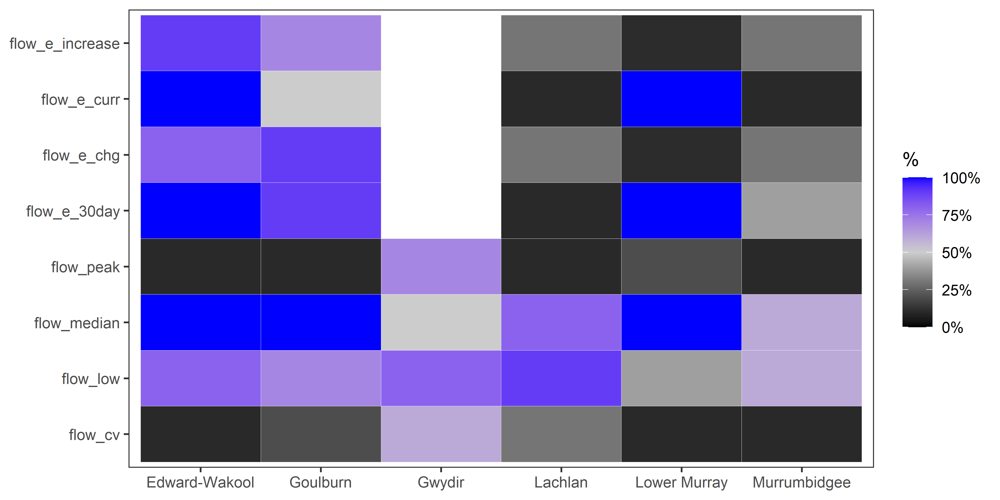 flow_e_increase
flow_e_curr
flow_e_chg
flow_e_30day
flow_peak
flow_median
flow_low
flow_cv
Edward-Wakool Goulburn Gwydir Lachlan Lower Murray Murrumbidgee
%
100%
75%
50%
25%
0%